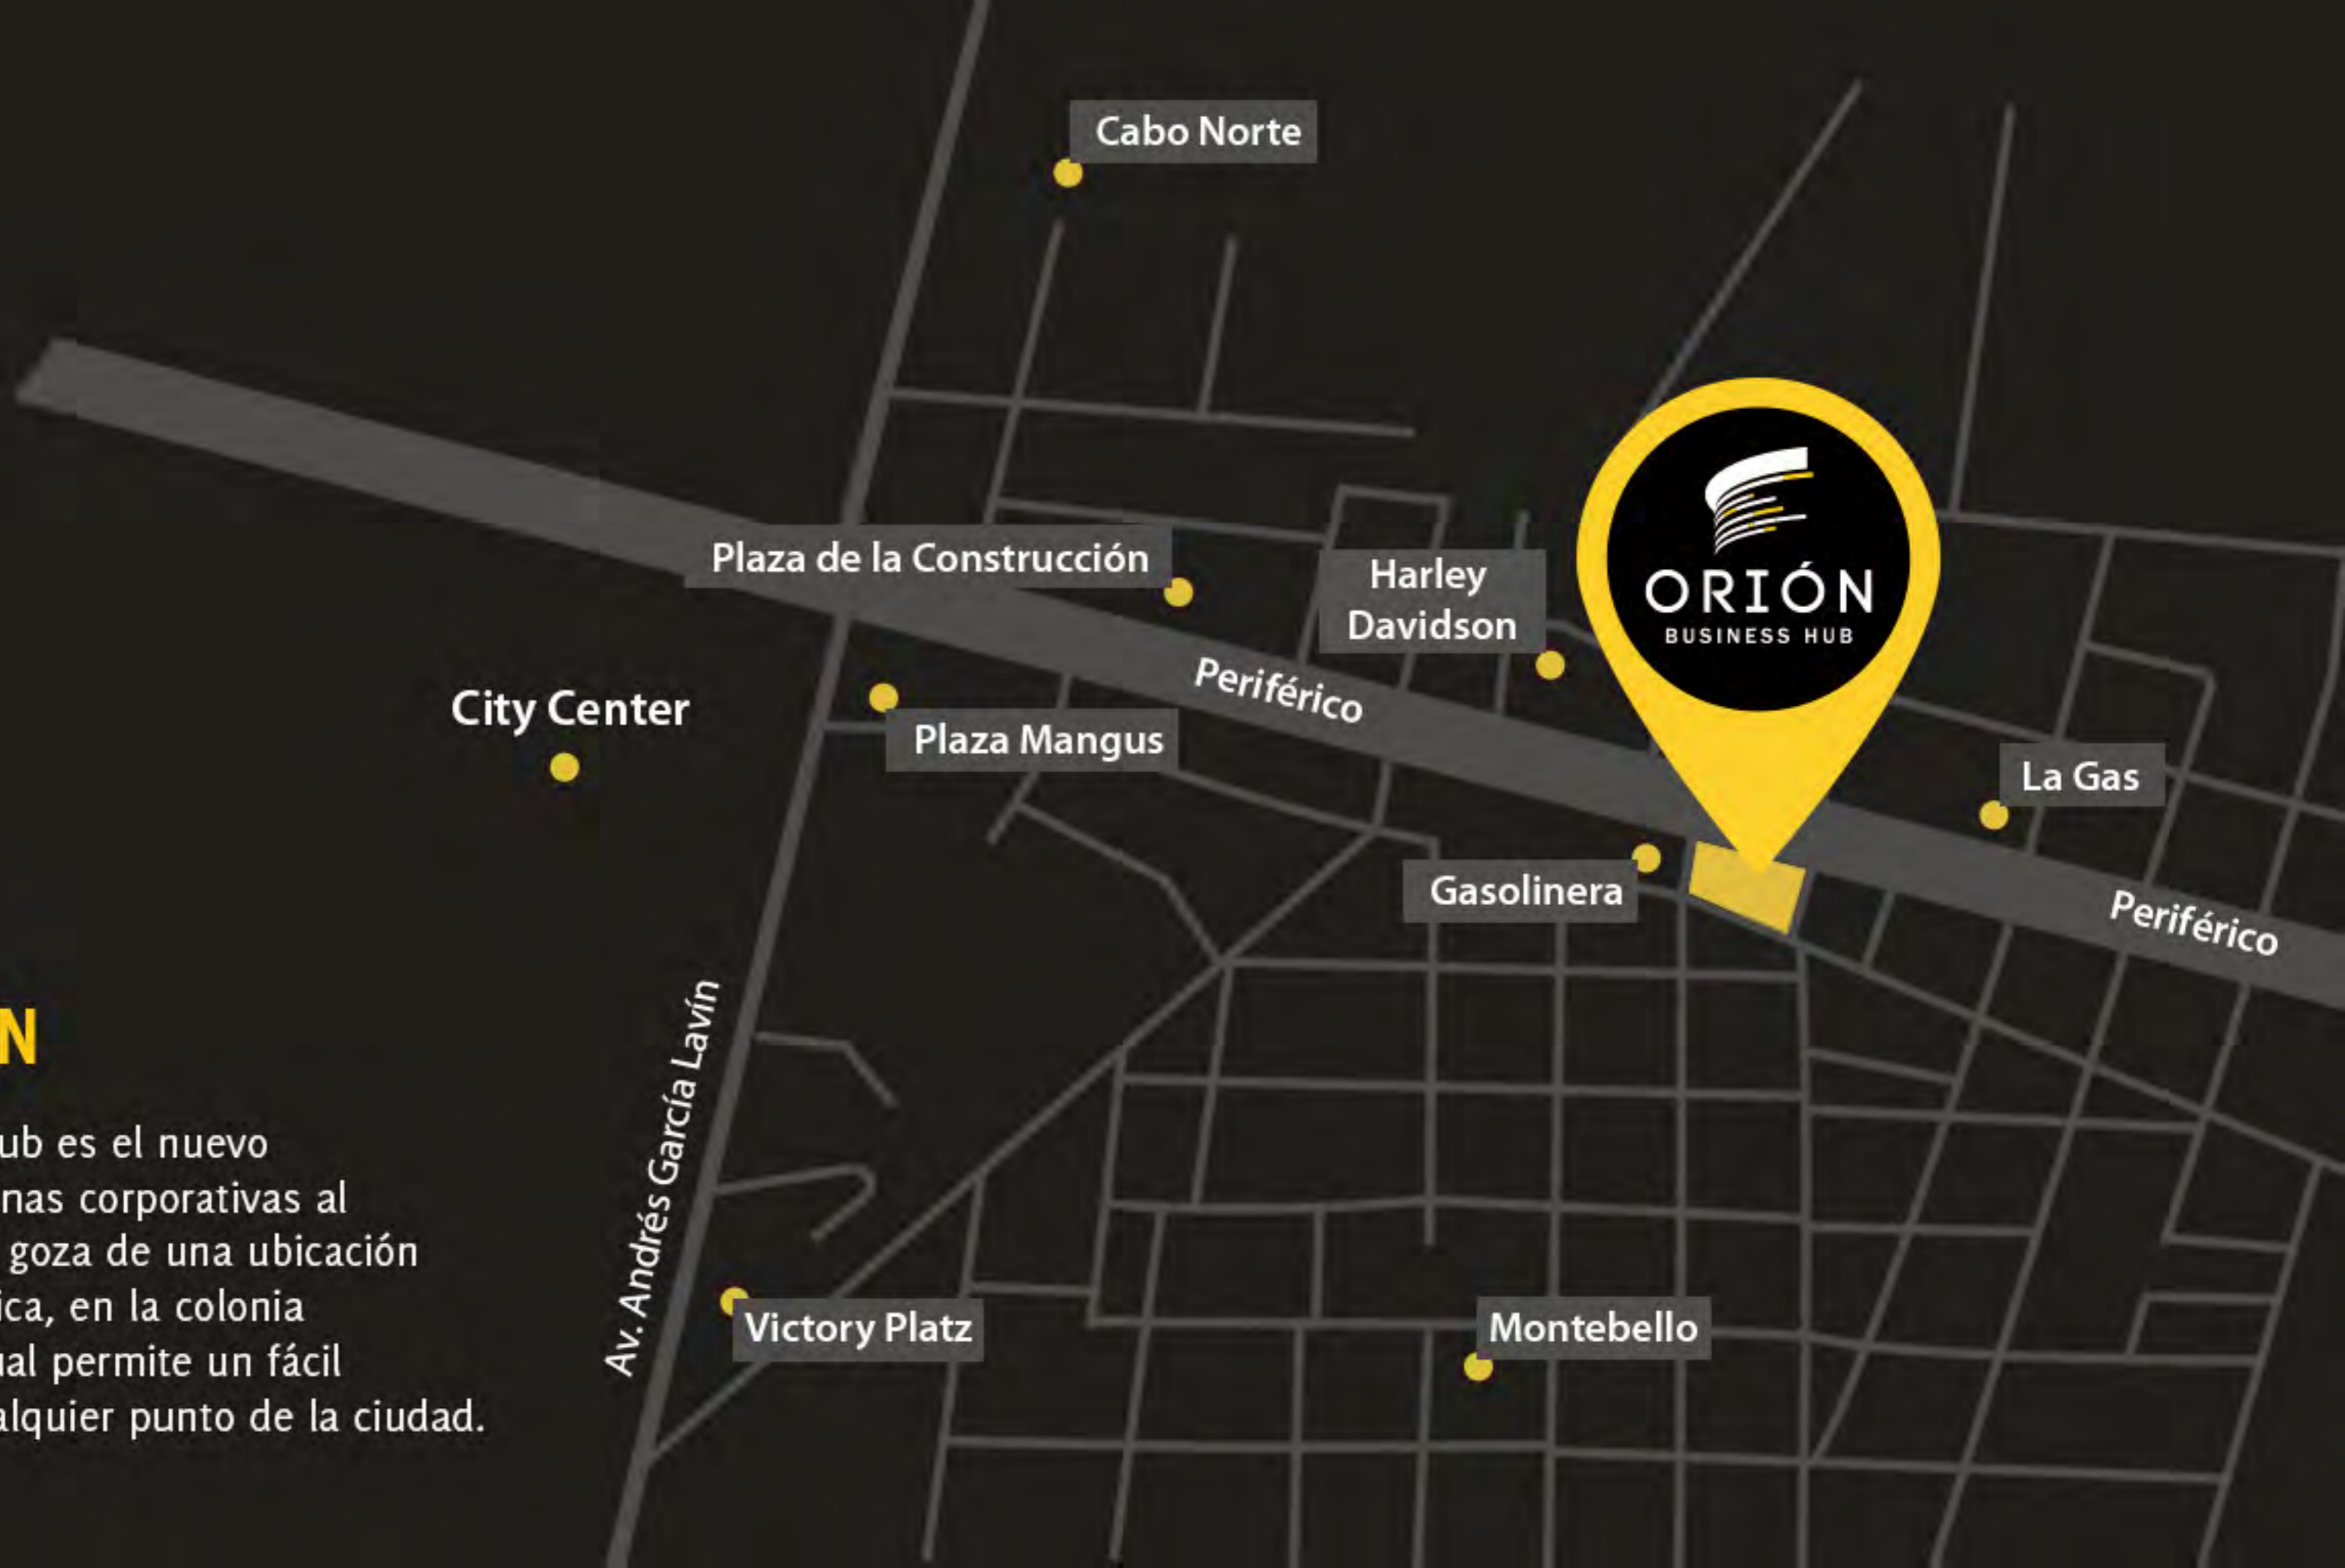 Cabo Norte
Plaza de la Construcción
Harley
Davidson
ORIÓN
BUSINESS HUB
Periférico
City Center
Plaza Mangus
La Gas
Gasolinera
Periférico
Av. Andrés García Lavín
N
ub es el nuevo
nas corporativas al
goza de una ubicación
ica, en la colonia
ual permite un fácil
alquier punto de la ciudad.
Victory Platz
Montebello